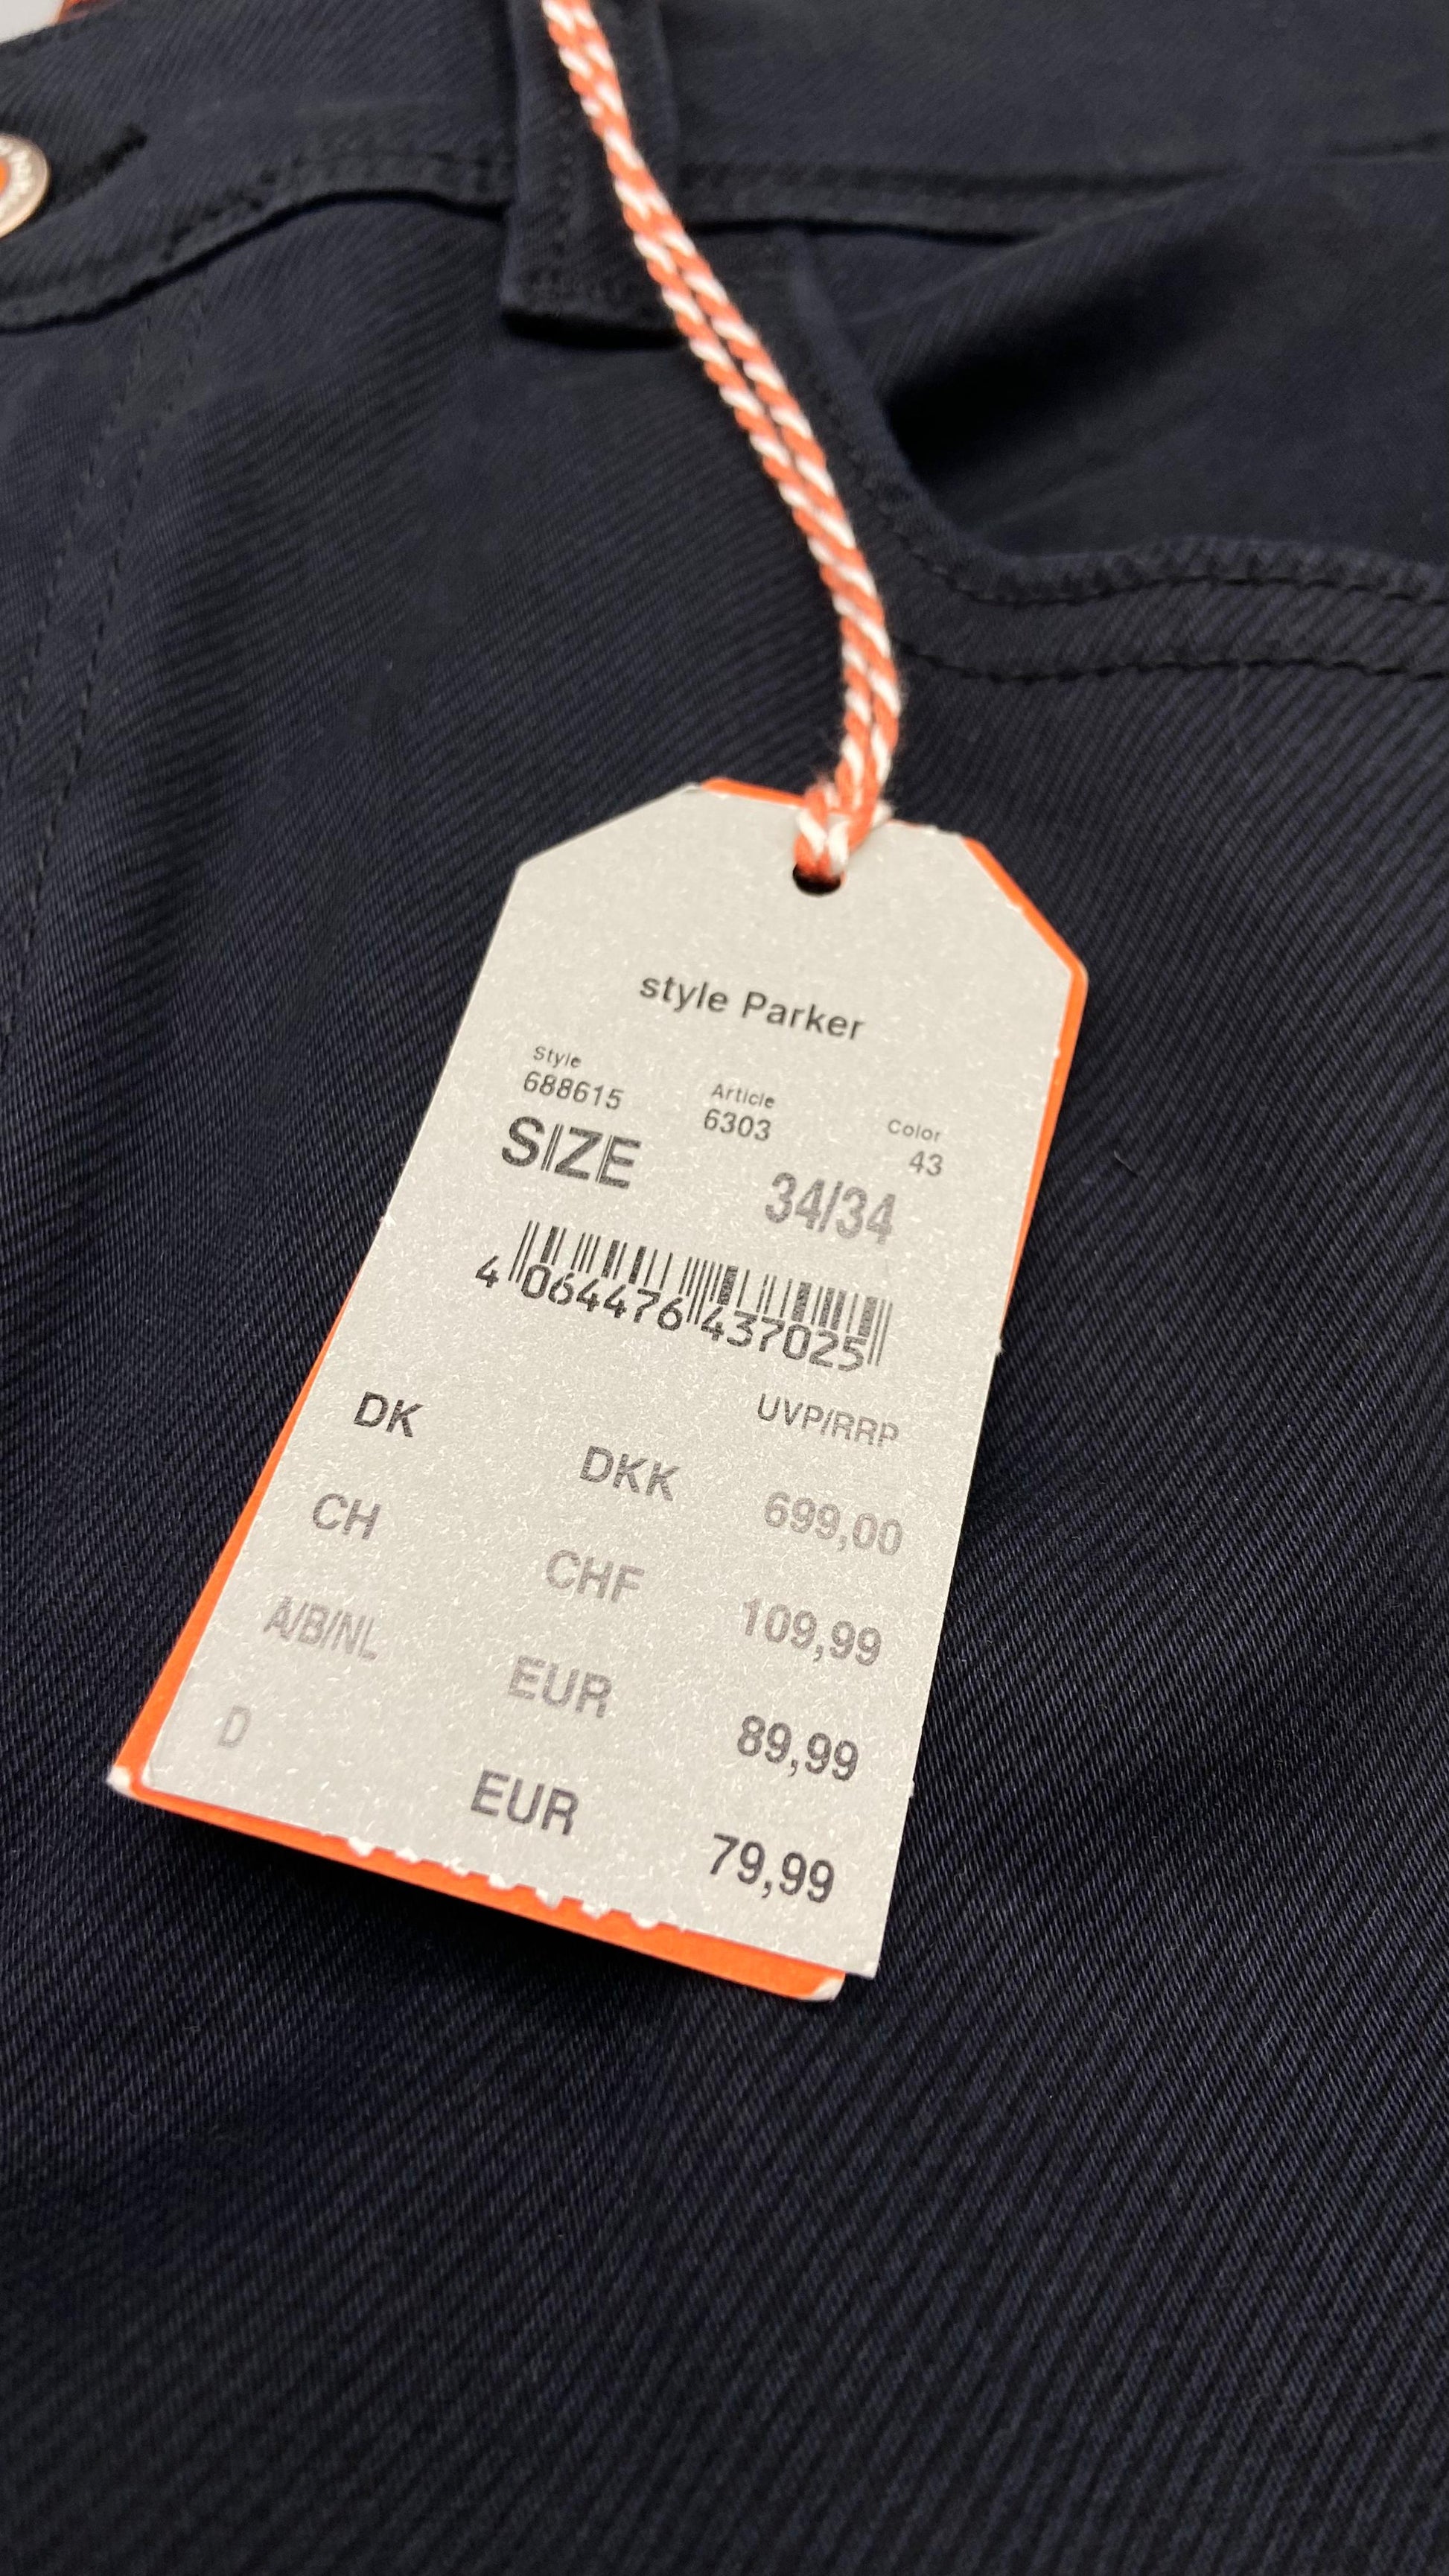 style Parker
Style Article Color
688615 6303 43
SIZE 34/34
4 064476 437025
UVP/RRP
DK DKK 699,00
CH CHF 109,99
A/B/NL EUR 89,99
D EUR 79,99